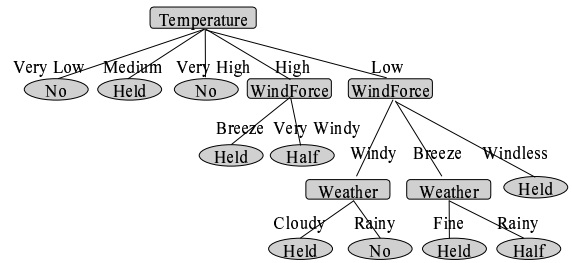 Temperature
Very Low Medium Very High High Low
No Held No WindForce WindForce
Breeze Very Windy
Windy Breeze Windless
Held Half
Weather Weather Held
Cloudy Rainy Fine Rainy
Held No Held Half